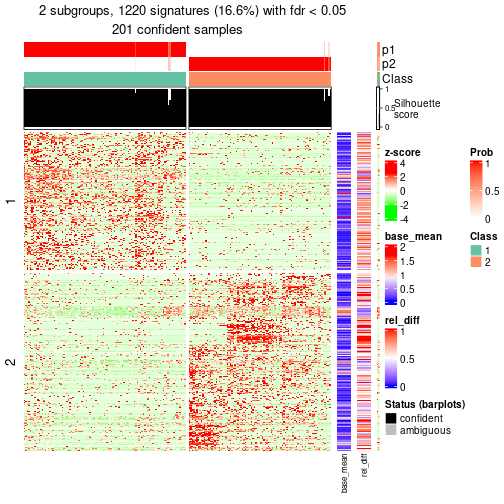 2 subgroups, 1220 signatures (16.6%) with fdr < 0.05
201 confident samples
p1
p2
Class
1
0.5
0
Silhouette
score
1
2
z-score
4
2
0
-2
-4
Prob
1
0.5
0
base_mean
2
1.5
1
0.5
0
Class
1
2
rel_diff
1
0.5
0
Status (barplots)
confident
ambiguous
base_mean
rel_diff